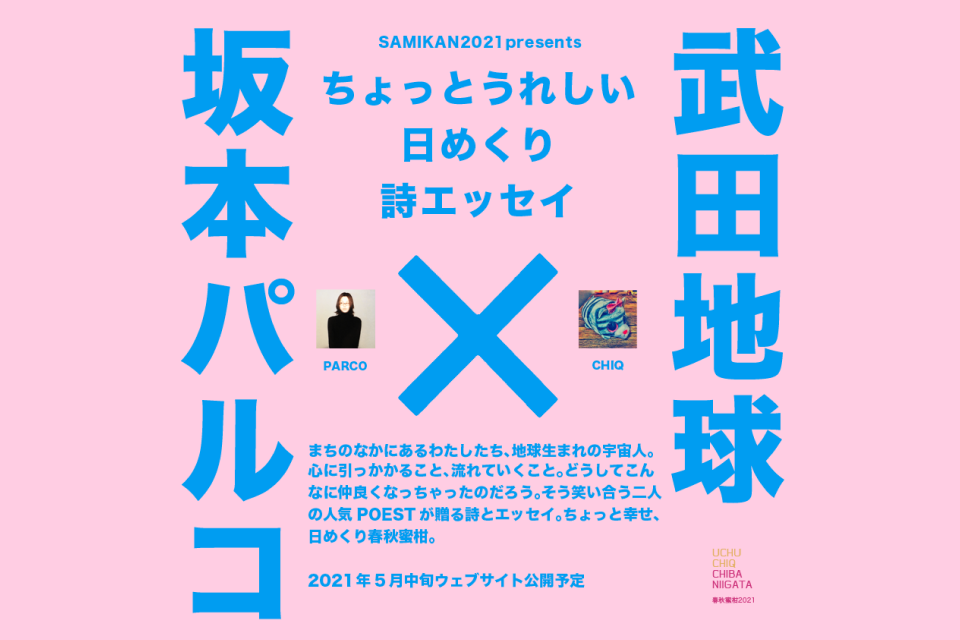 SAMIKAN2021presents
ちょっとうれしい
日めくり
詩エッセイ
武田地球
×
坂本パルコ
PARCO
CHIQ
まちのなかにあるわたしたち、地球生まれの宇宙人。
心に引っかかること、流れていくこと。どうしてこん
なに仲良くなっちゃったのだろう。そう笑い合う二人
の人気 POEST が贈る詩とエッセイ。ちょっと幸せ、
日めくり春秋蜜柑。
2021年5月中旬ウェブサイト公開予定
UCHU
CHIQ
CHIBA
NIIGATA
春秋蜜柑2021